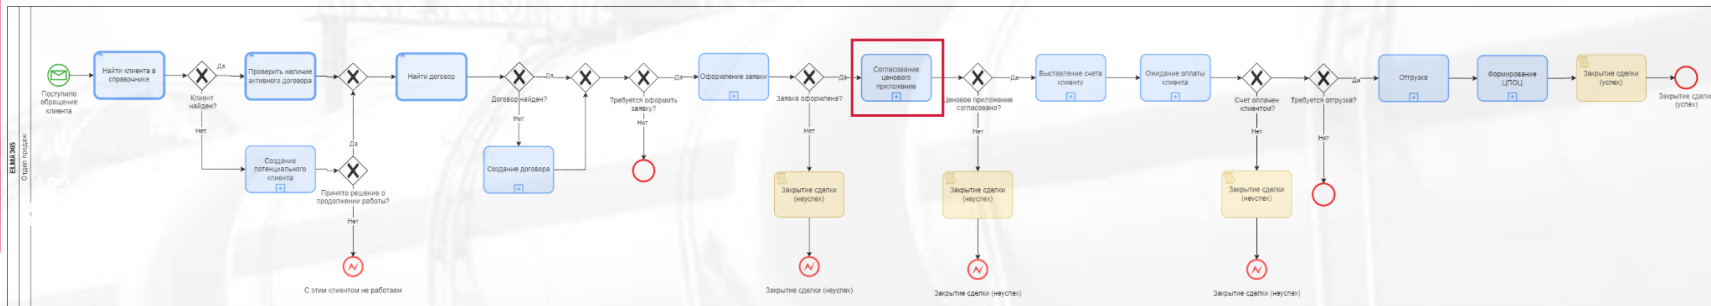 ELMA365
Отдел продаж
Поступило
обращение
клиента
Найти клиента в
справочнике
Клиент
найден?
Да
Нет
Проверить наличие
активного договора
Создание
потенциального
клиента
Принято решение о
продолжении работы?
Да
Нет
С этим клиентом не работаем
Найти договор
Договор найден?
Да
Нет
Создание договора
Требуется оформить
заявку?
Да
Нет
Оформление заявки
Заявка оформлена?
Да
Нет
Закрытие сделки
(неуспех)
Закрытие сделки (неуспех)
Согласование
ценового
приложения
Ценовое приложение
согласовано?
Да
Нет
Закрытие сделки
(неуспех)
Закрытие сделки (неуспех)
Выставление счета
клиенту
Ожидание оплаты
клиента
Счет оплачен
клиентом?
Нет
Закрытие сделки
(неуспех)
Закрытие сделки (неуспех)
Требуется отгрузка?
Да
Нет
Отгрузка
Формирование
ЦПОЦ
Закрытие сделки
(успех)
Закрытие сделки
(успех)